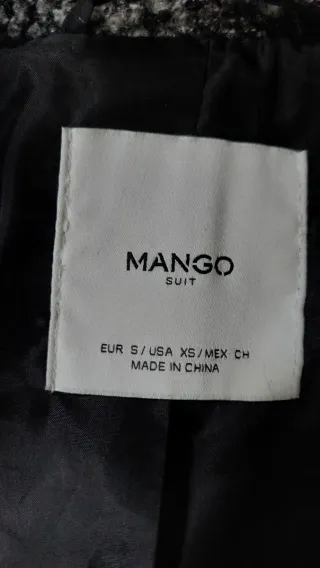 MANGO
SUIT
EUR S/USA XS/MEX CH
MADE IN CHINA